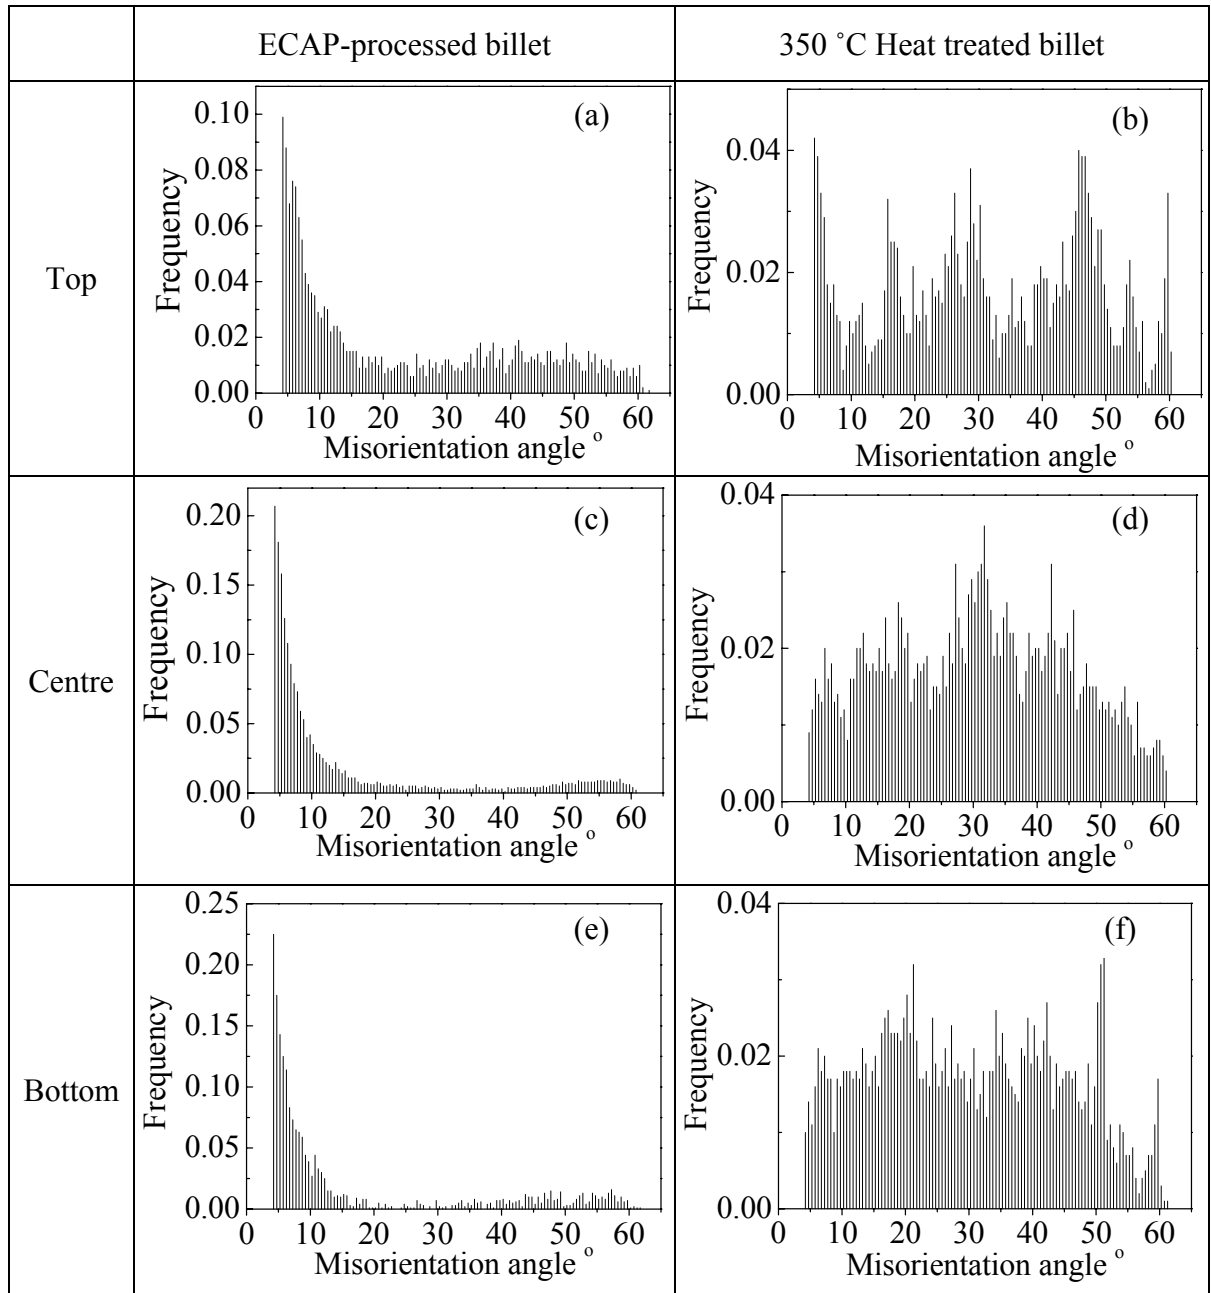 ECAP-processed billet
350 ˚C Heat treated billet
Top
(a)
Frequency
0.10
0.08
0.06
0.04
0.02
0.00
0 10 20 30 40 50 60
Misorientation angle °
(b)
Frequency
0.04
0.02
0.00
0 10 20 30 40 50 60
Misorientation angle °
Centre
(c)
Frequency
0.20
0.15
0.10
0.05
0.00
0 10 20 30 40 50 60
Misorientation angle °
(d)
Frequency
0.04
0.02
0.00
0 10 20 30 40 50 60
Misorientation angle °
Bottom
(e)
Frequency
0.25
0.20
0.15
0.10
0.05
0.00
0 10 20 30 40 50 60
Misorientation angle °
(f)
Frequency
0.04
0.02
0.00
0 10 20 30 40 50 60
Misorientation angle °